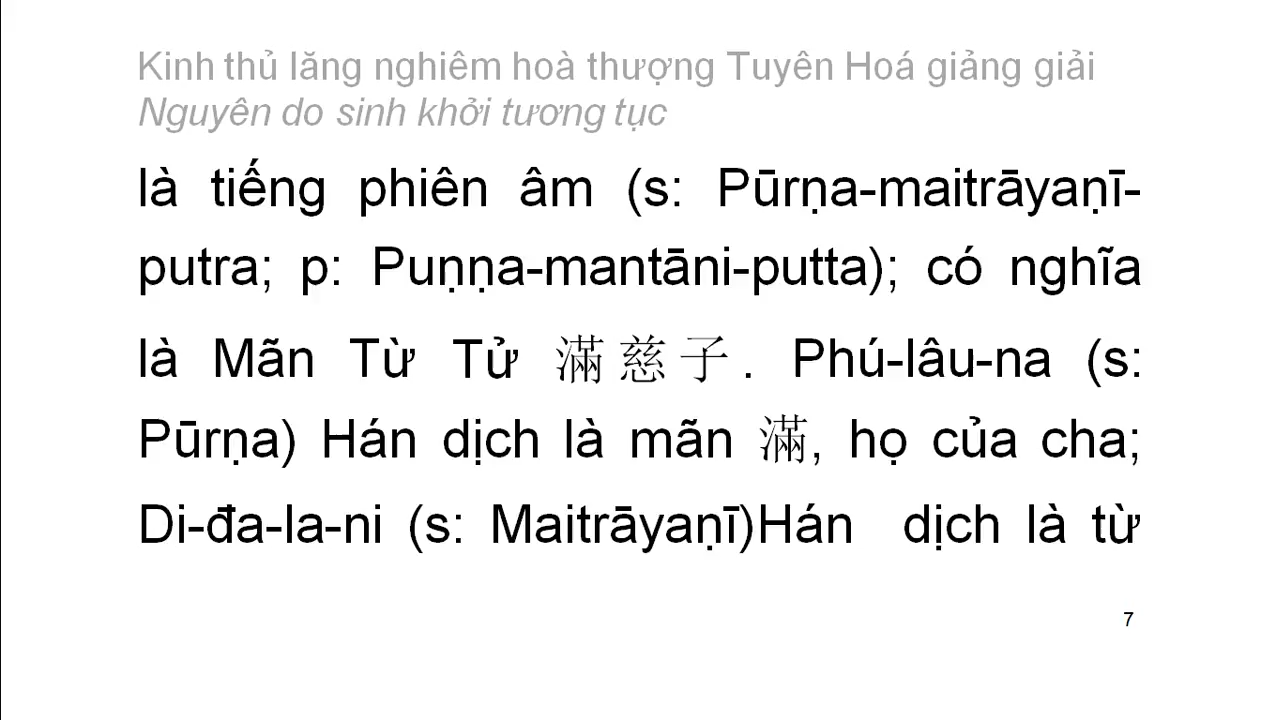 Kinh thủ lăng nghiêm hoà thượng Tuyên Hoá giảng giải
Nguyên do sinh khởi tương tục
là tiếng phiên âm (s: Pūrṇa-maitrāyaṇī-
putra; p: Puṇṇa-mantāni-putta); có nghĩa
là Mãn Từ Tử 滿慈子. Phú-lâu-na (s:
Pūrṇa) Hán dịch là mãn 滿, họ của cha;
Di-đa-la-ni (s: Maitrāyaṇī)Hán dịch là từ
7